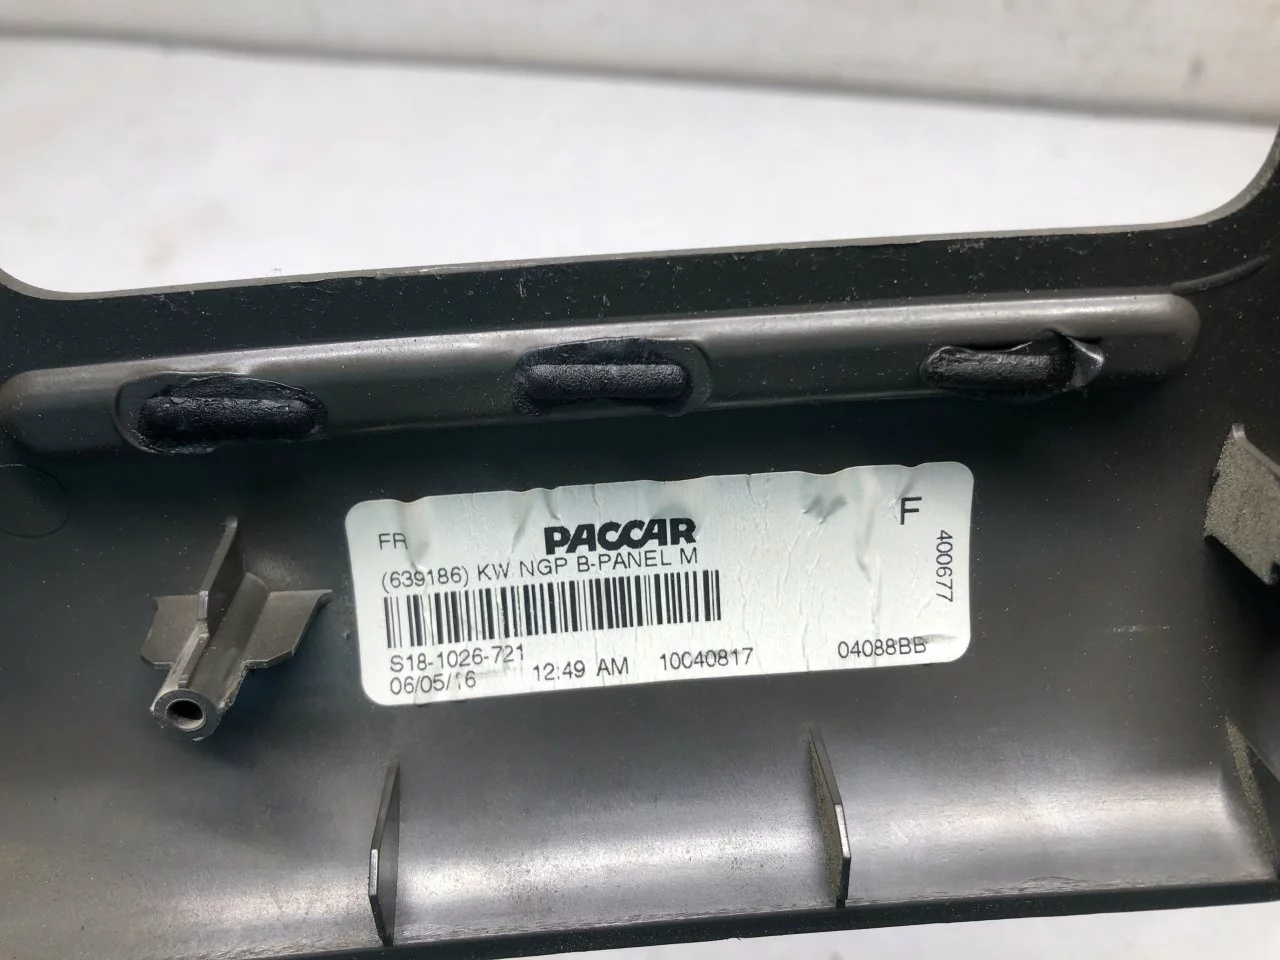 FR PACCAR F
(639186) KW NGP B-PANEL M
S18-1026-721
06/05/16 12:49 AM 10040817 04088BB
400677